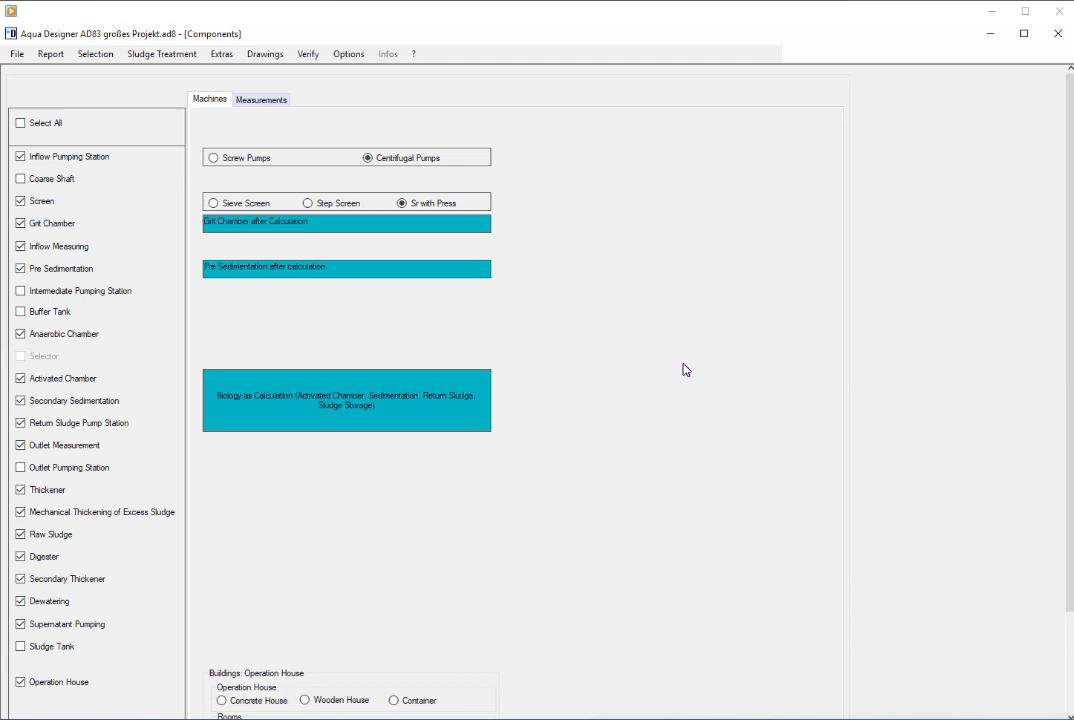 Aqua Designer AD83 großes Projekt.ad8 - [Components]
File Report Selection Sludge Treatment Extras Drawings Verify Options Infos ?
Machines Measurements
Select All
Inflow Pumping Station
Screw Pumps Centrifugal Pumps
Coarse Shaft
Screen
Sieve Screen Step Screen Sr with Press
Grit Chamber
Grit Chamber after Calculation
Inflow Measuring
Pre Sedimentation
Pre Sedimentation after calculation
Intermediate Pumping Station
Buffer Tank
Anaerobic Chamber
Selector
Activated Chamber
Biology as Calculation (Activated Chamber, Sedimentation, Return Sludge,
Sludge Storage)
Secondary Sedimentation
Return Sludge Pump Station
Outlet Measurement
Outlet Pumping Station
Thickener
Mechanical Thickening of Excess Sludge
Raw Sludge
Digester
Secondary Thickener
Dewatering
Supernatant Pumping
Sludge Tank
Operation House
Buildings: Operation House
Operation House
Concrete House Wooden House Container
Rooms